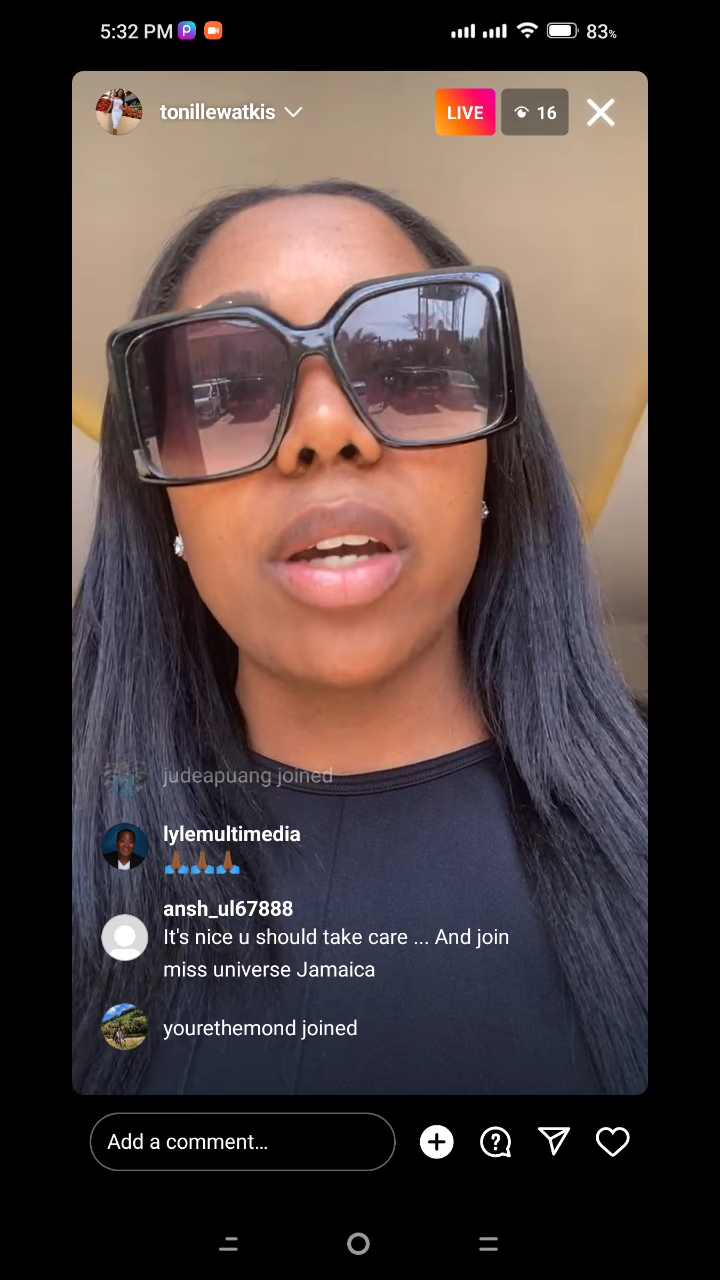 5:32 PM
83%
tonillewatkis
LIVE
16
judeapuang joined
lylemultimedia
🙏🏾🙏🏾🙏🏾
ansh_ul67888
It's nice u should take care ... And join
miss universe Jamaica
yourethemond joined
Add a comment...